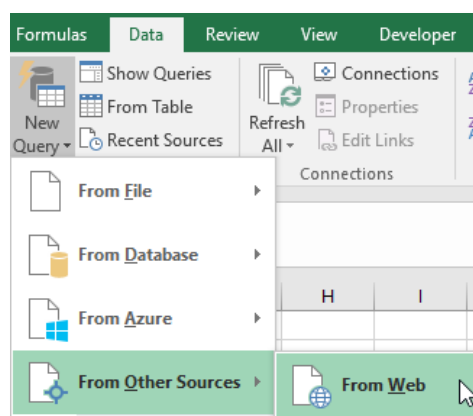 Formulas Data Review View Developer
Show Queries
From Table
Recent Sources
New
Query
Refresh
All
Connections
Properties
Edit Links
Connections
From File
From Database
From Azure
From Other Sources
From Web
H I